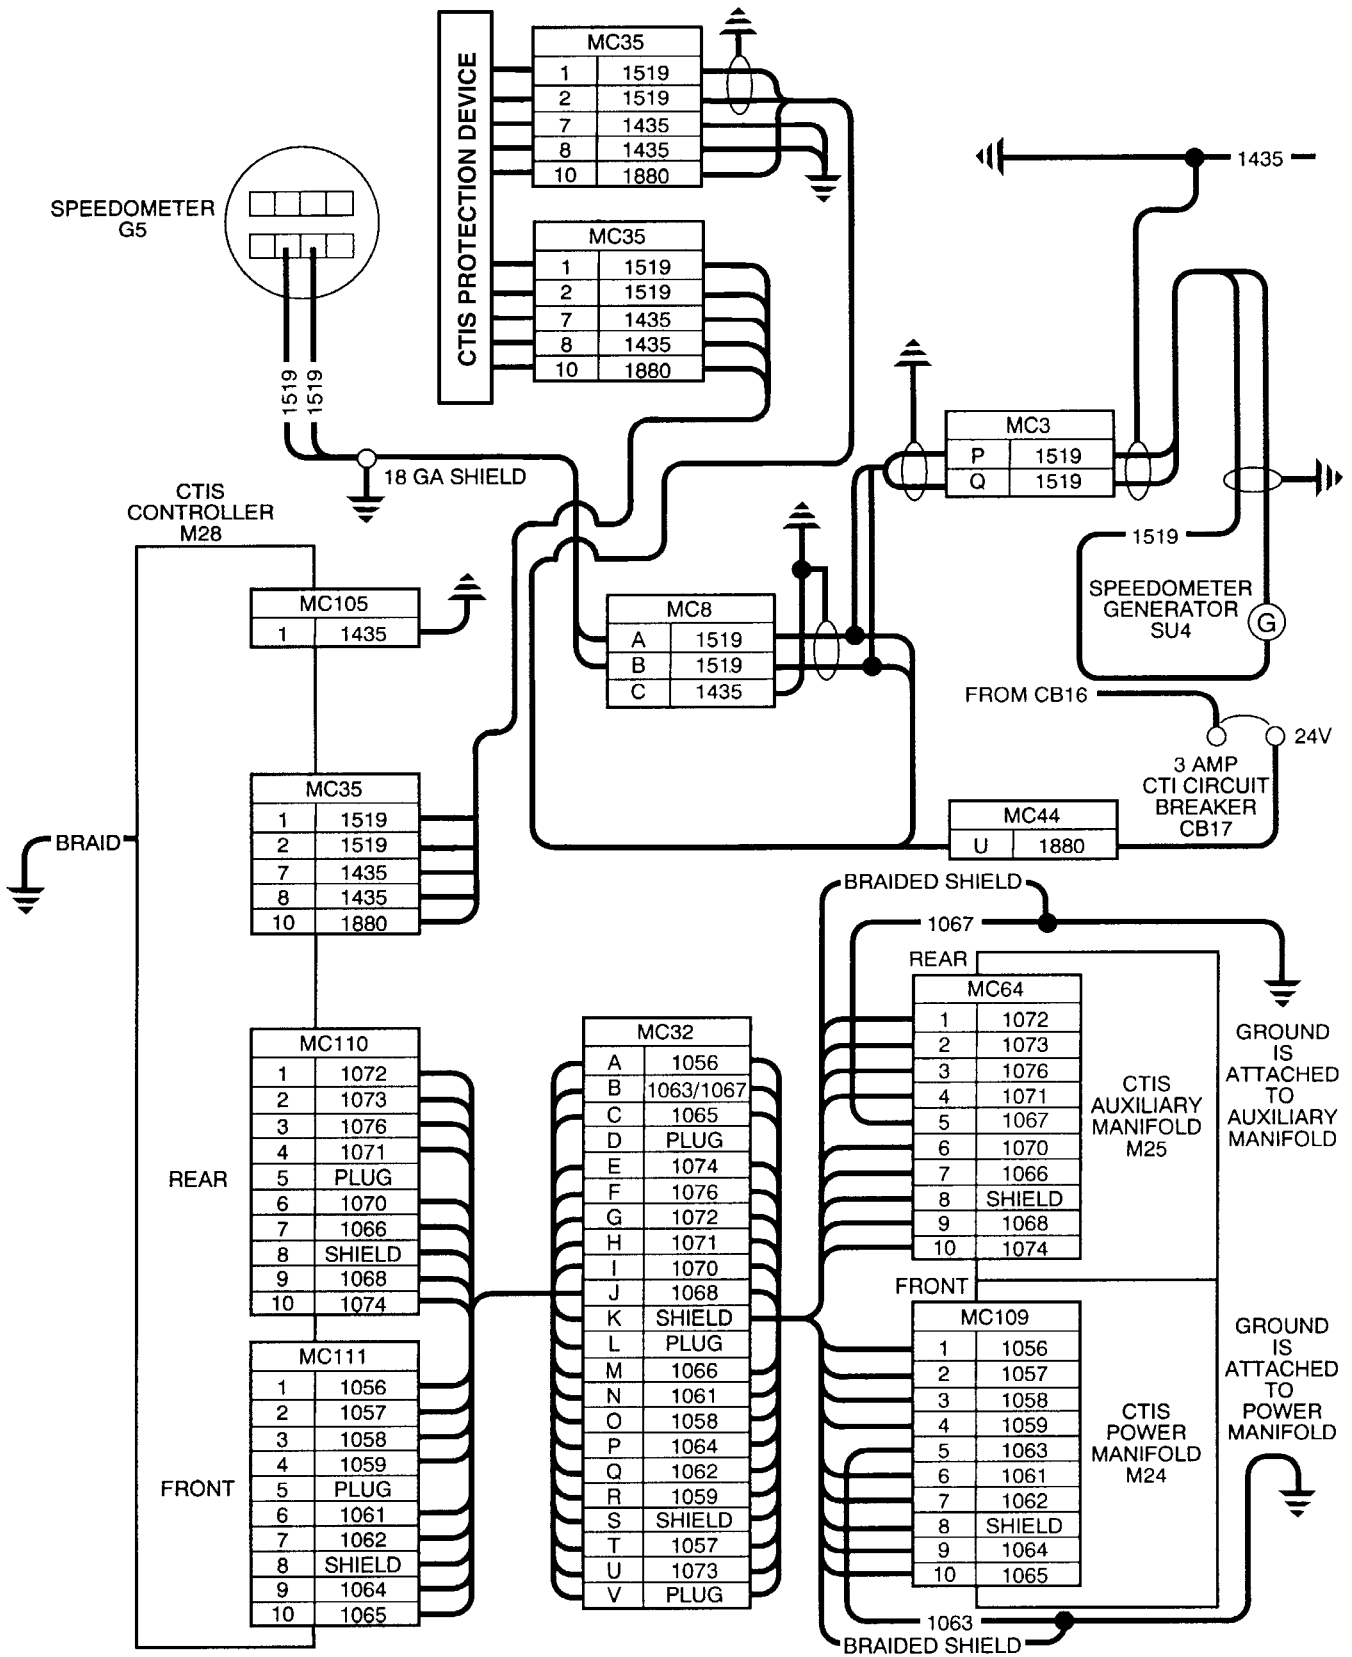 CTIS PROTECTION DEVICE
MC35
1 1519
2 1519
7 1435
8 1435
10 1880
MC35
1 1519
2 1519
7 1435
8 1435
10 1880
SPEEDOMETER
G5
1519
1519
18 GA SHIELD
1435
MC3
P 1519
Q 1519
1519
SPEEDOMETER
GENERATOR
SU4
G
CTIS
CONTROLLER
M28
MC105
1 1435
MC8
A 1519
B 1519
C 1435
FROM CB16
24V
3 AMP
CTI CIRCUIT
BREAKER
CB17
MC44
U 1880
BRAID
MC35
1 1519
2 1519
7 1435
8 1435
10 1880
BRAIDED SHIELD
1067
REAR
MC64
1 1072
2 1073
3 1076
4 1071
5 1067
6 1070
7 1066
8 SHIELD
9 1068
10 1074
CTIS
AUXILIARY
MANIFOLD
M25
GROUND
IS
ATTACHED
TO
AUXILIARY
MANIFOLD
REAR
MC110
1 1072
2 1073
3 1076
4 1071
5 PLUG
6 1070
7 1066
8 SHIELD
9 1068
10 1074
MC32
A 1056
B 1063/1067
C 1065
D PLUG
E 1074
F 1076
G 1072
H 1071
I 1070
J 1068
K SHIELD
L PLUG
M 1066
N 1061
O 1058
P 1064
Q 1062
R 1059
S SHIELD
T 1057
U 1073
V PLUG
FRONT
MC111
1 1056
2 1057
3 1058
4 1059
5 PLUG
6 1061
7 1062
8 SHIELD
9 1064
10 1065
FRONT
MC109
1 1056
2 1057
3 1058
4 1059
5 1063
6 1061
7 1062
8 SHIELD
9 1064
10 1065
CTIS
POWER
MANIFOLD
M24
GROUND
IS
ATTACHED
TO
POWER
MANIFOLD
1063
BRAIDED SHIELD